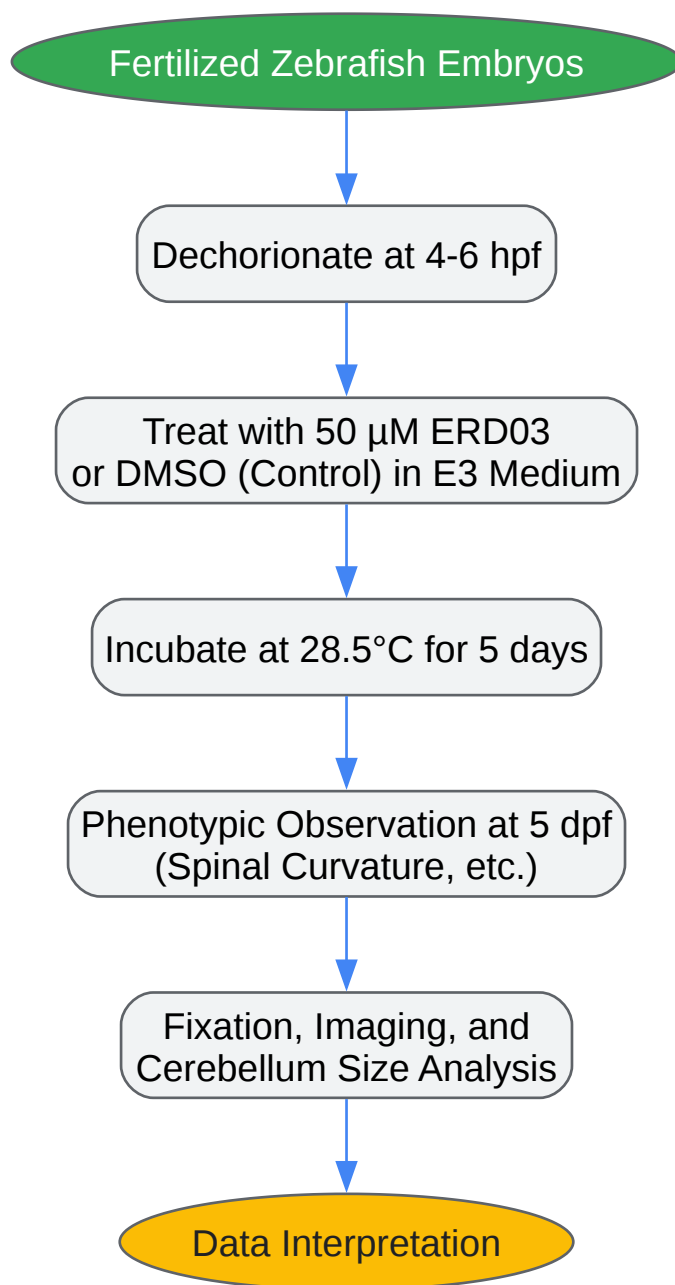 Fertilized Zebrafish Embryos
Dechorionate at 4-6 hpf
Treat with 50 µM ERD03
or DMSO (Control) in E3 Medium
Incubate at 28.5°C for 5 days
Phenotypic Observation at 5 dpf
(Spinal Curvature, etc.)
Fixation, Imaging, and
Cerebellum Size Analysis
Data Interpretation